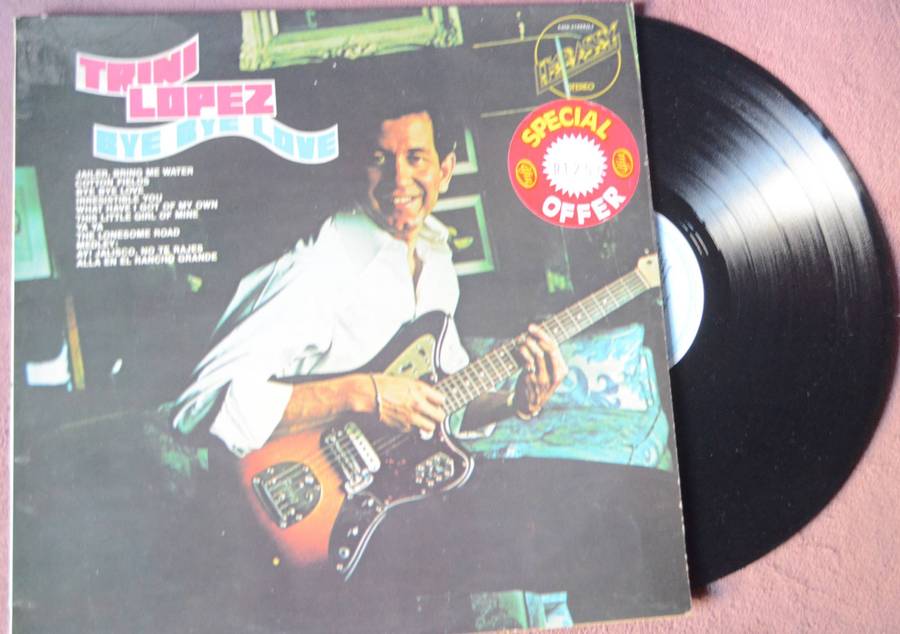 TRINI
LOPEZ
BYE BYE LOVE
JAILER, BRING ME WATER
COTTON FIELDS
BYE BYE LOVE
IRRESISTIBLE YOU
WHAT HAVE I GOT OF MY OWN
THIS LITTLE GIRL OF MINE
YA YA
THE LONESOME ROAD
MEDLEY:
AY! JALISCO, NO TE RAJES
ALLA EN EL RANCHO GRANDE
STEREO
SPECIAL
OFFER